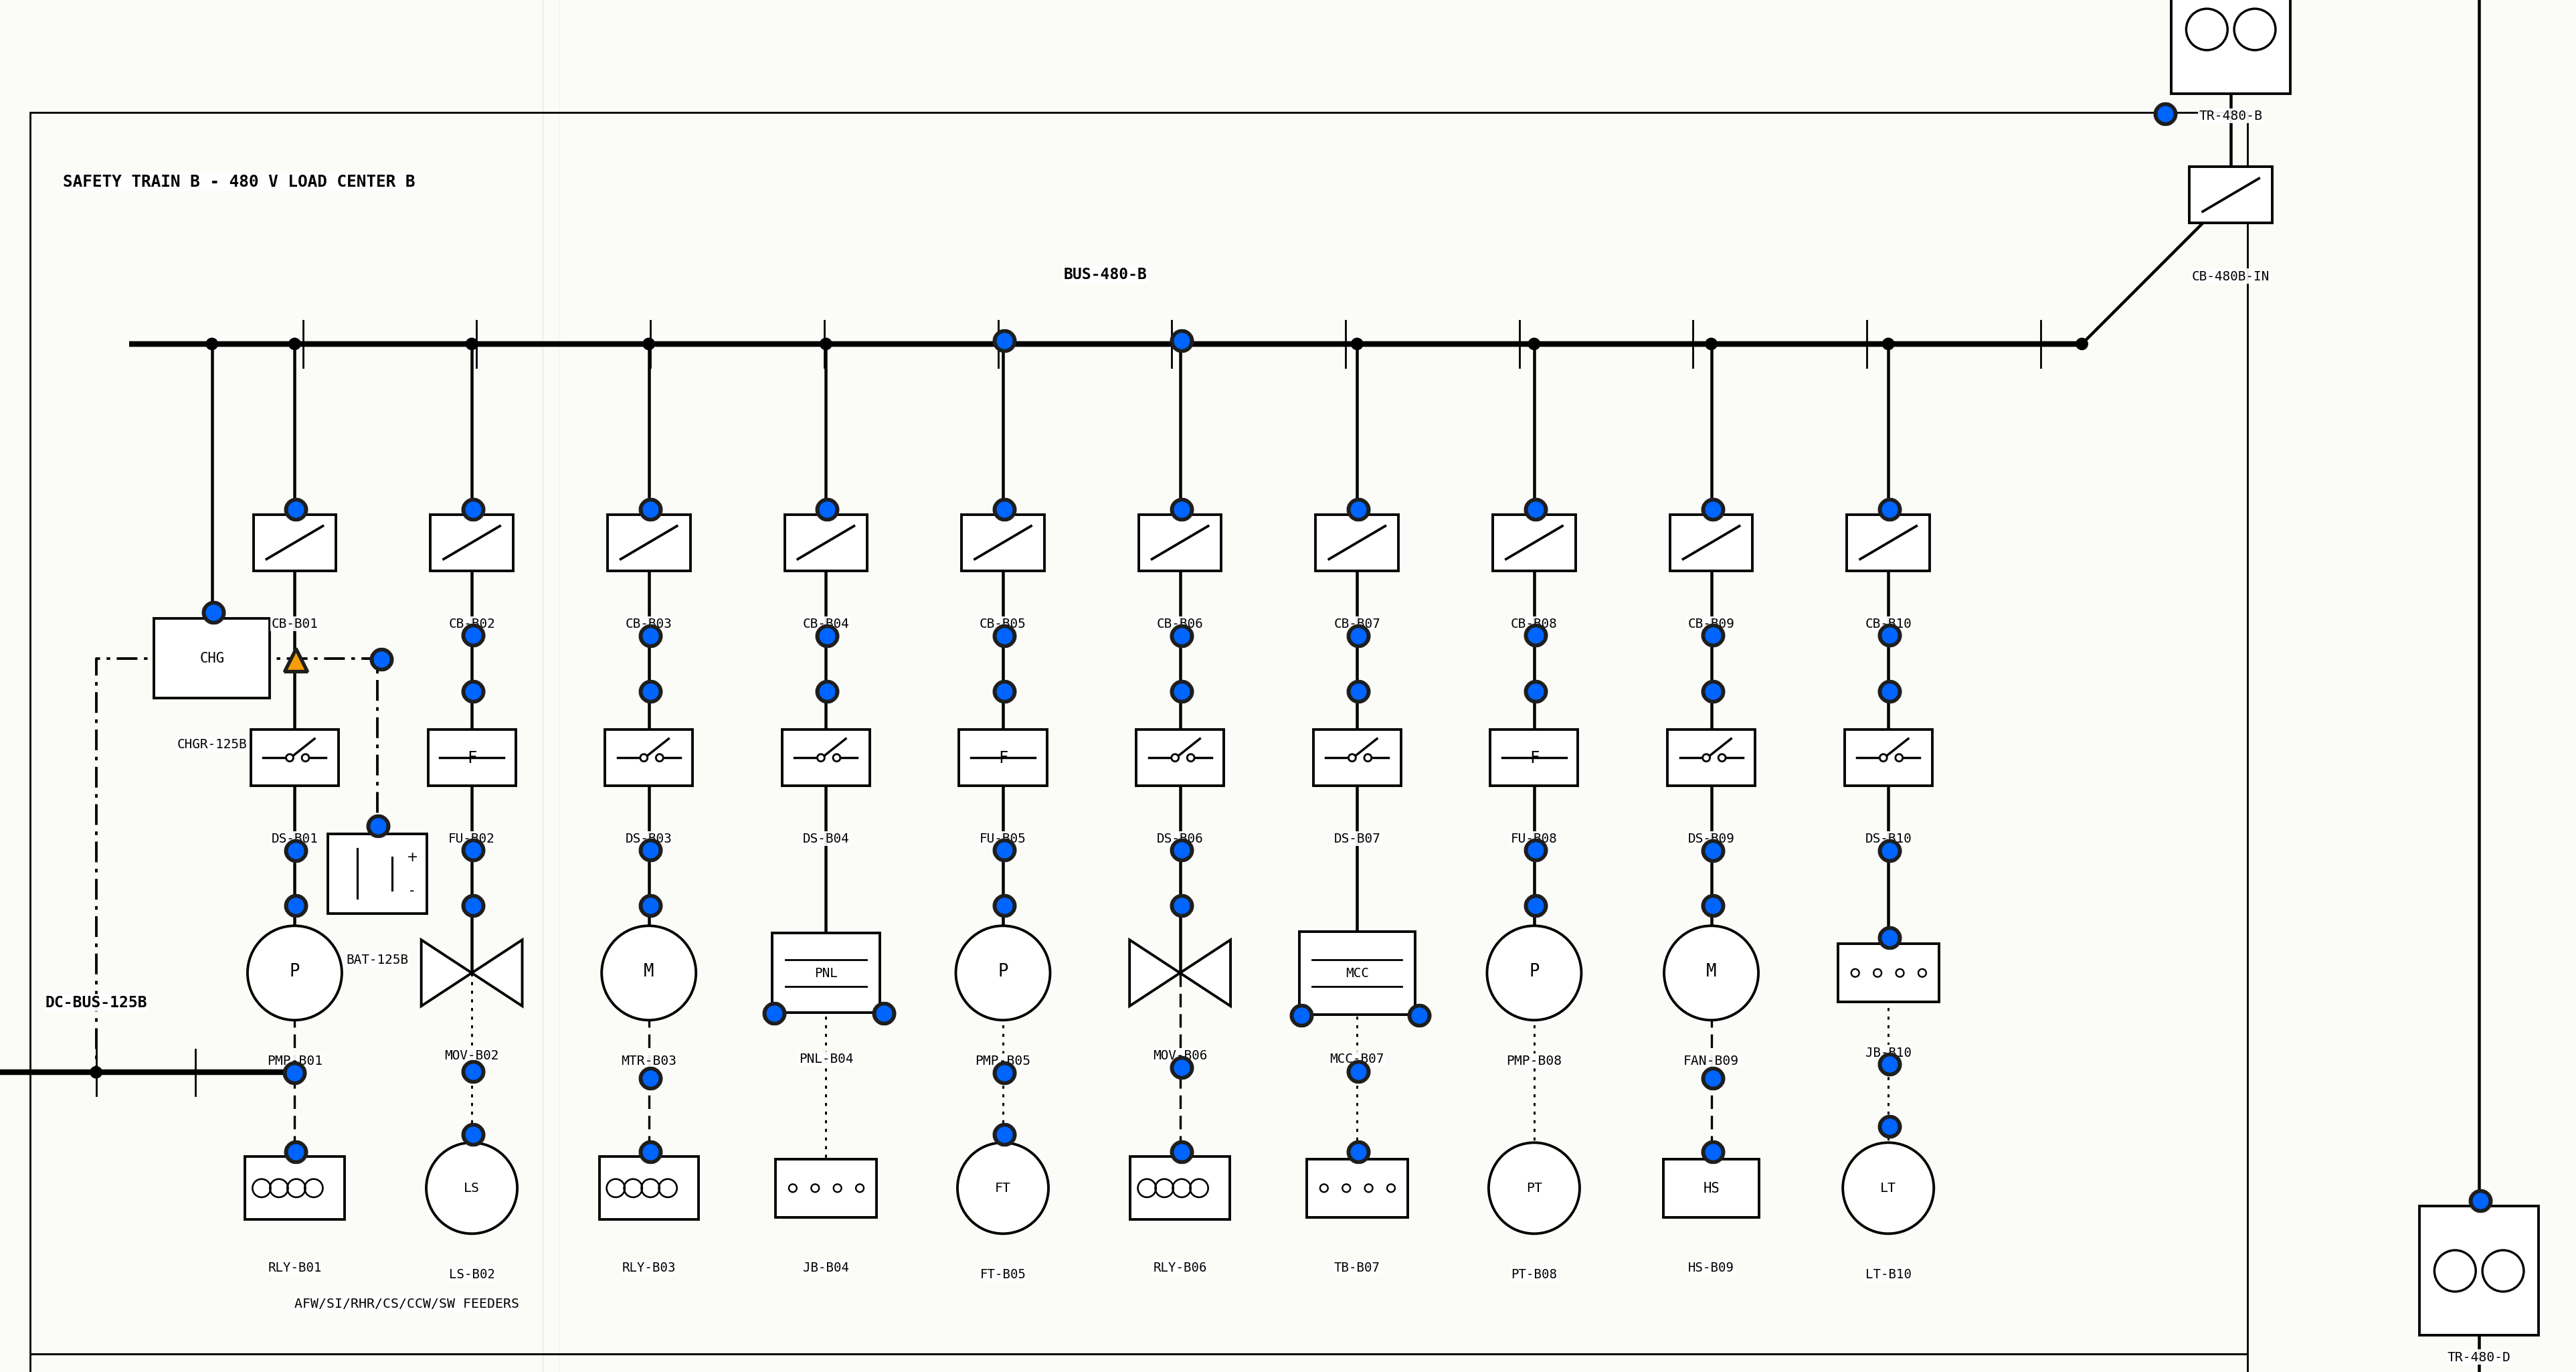 TR-480-B
SAFETY TRAIN B - 480 V LOAD CENTER B
BUS-480-B
CB-480B-IN
CB-B01
CB-B02
CB-B03
CB-B04
CB-B05
CB-B06
CB-B07
CB-B08
CB-B09
CB-B10
CHG
CHGR-125B
F
F
F
DS-B01
FU-B02
DS-B03
DS-B04
FU-B05
DS-B06
DS-B07
FU-B08
DS-B09
DS-B10
+
-
BAT-125B
P
M
PNL
P
MCC
P
M
DC-BUS-125B
PMP-B01
MOV-B02
MTR-B03
PNL-B04
PMP-B05
MOV-B06
MCC-B07
PMP-B08
FAN-B09
JB-B10
LS
FT
PT
HS
LT
RLY-B01
LS-B02
RLY-B03
JB-B04
FT-B05
RLY-B06
TB-B07
PT-B08
HS-B09
LT-B10
AFW/SI/RHR/CS/CCW/SW FEEDERS
TR-480-D